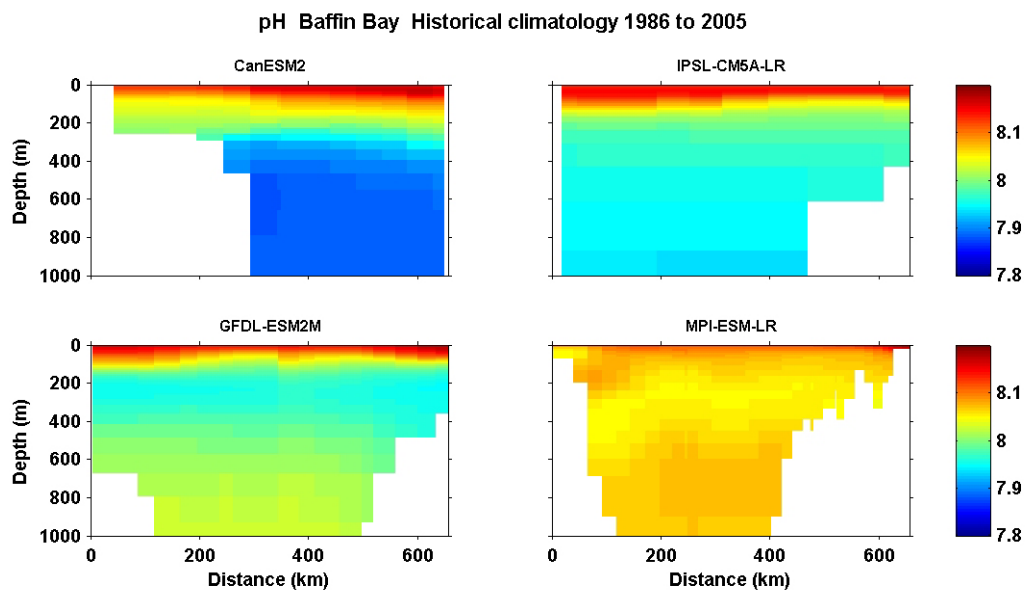 pH Baffin Bay Historical climatology 1986 to 2005
CanESM2
IPSL-CM5A-LR
Depth (m)
0
200
400
600
800
1000
8.1
8
7.9
7.8
GFDL-ESM2M
MPI-ESM-LR
Depth (m)
0
200
400
600
800
1000
8.1
8
7.9
7.8
0 200 400 600
0 200 400 600
Distance (km)
Distance (km)